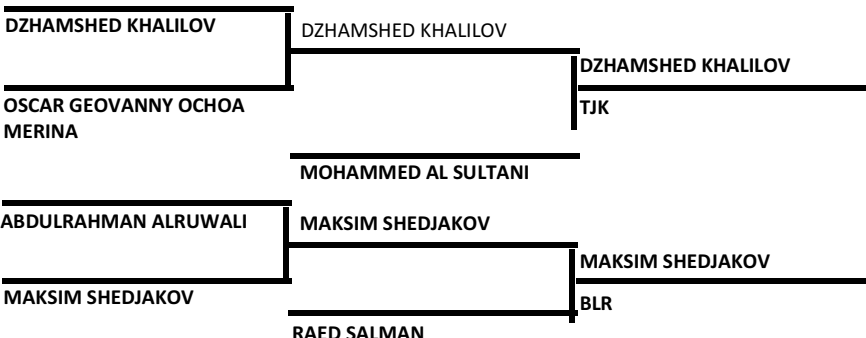 DZHAMSHED KHALILOV
DZHAMSHED KHALILOV
DZHAMSHED KHALILOV
OSCAR GEOVANNY OCHOA
MERINA
TJK
MOHAMMED AL SULTANI
ABDULRAHMAN ALRUWALI
MAKSIM SHEDJAKOV
MAKSIM SHEDJAKOV
MAKSIM SHEDJAKOV
BLR
RAED SALMAN